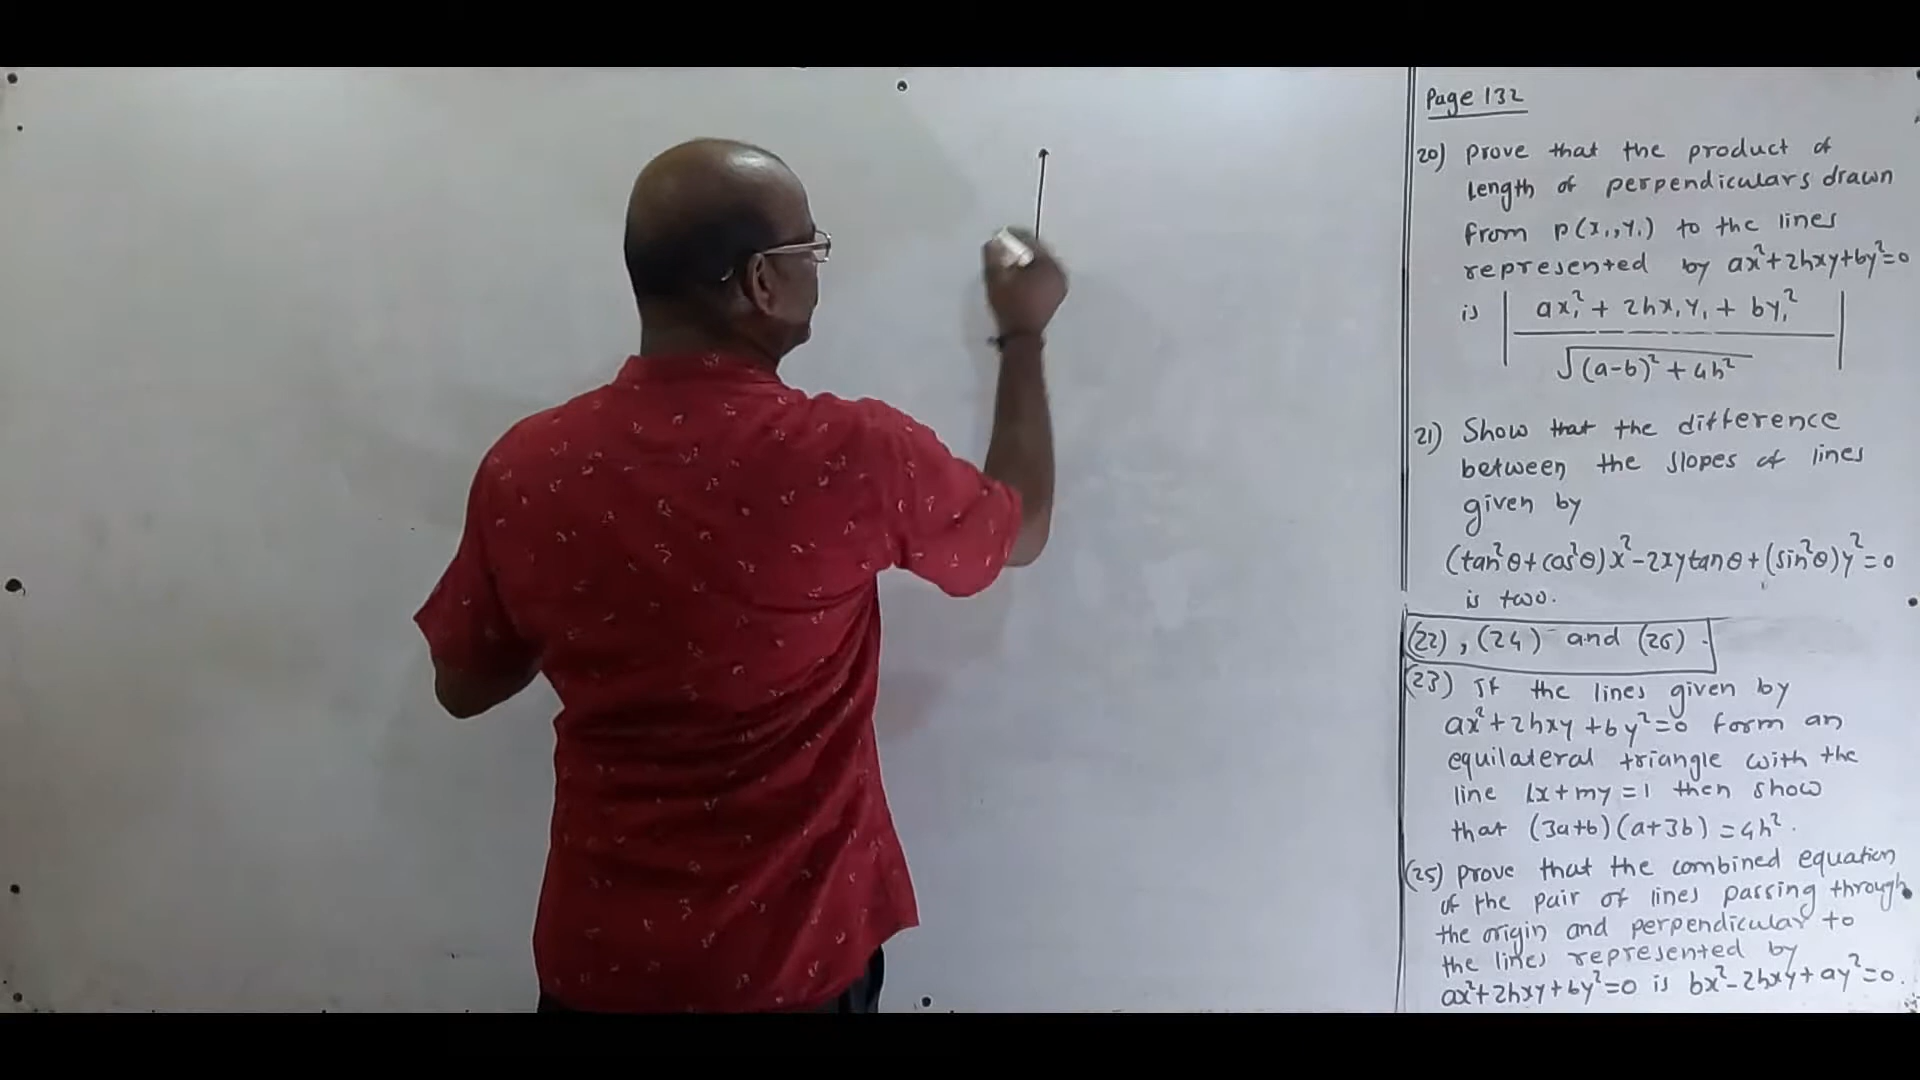 Page 132
20) Prove that the product of
length of perpendiculars drawn
from P(x₁,y₁) to the lines
represented by ax²+2hxy+by²=0
is | ax₁² + 2hx₁y₁ + by₁² |
√(a-b)² + 4h²
21) Show that the difference
between the slopes of lines
given by
(tan²θ+cos²θ)x²-2xytanθ+(sin²θ)y²=0
is two.
(22), (24) and (26).
(23) If the lines given by
ax²+2hxy+by²=0 form an
equilateral triangle with the
line lx+my=1 then show
that (3a+b)(a+3b)=4h².
(25) Prove that the combined equation
of the pair of lines passing through
the origin and perpendicular to
the lines represented by
ax²+2hxy+by²=0 is bx²-2hxy+ay²=0.